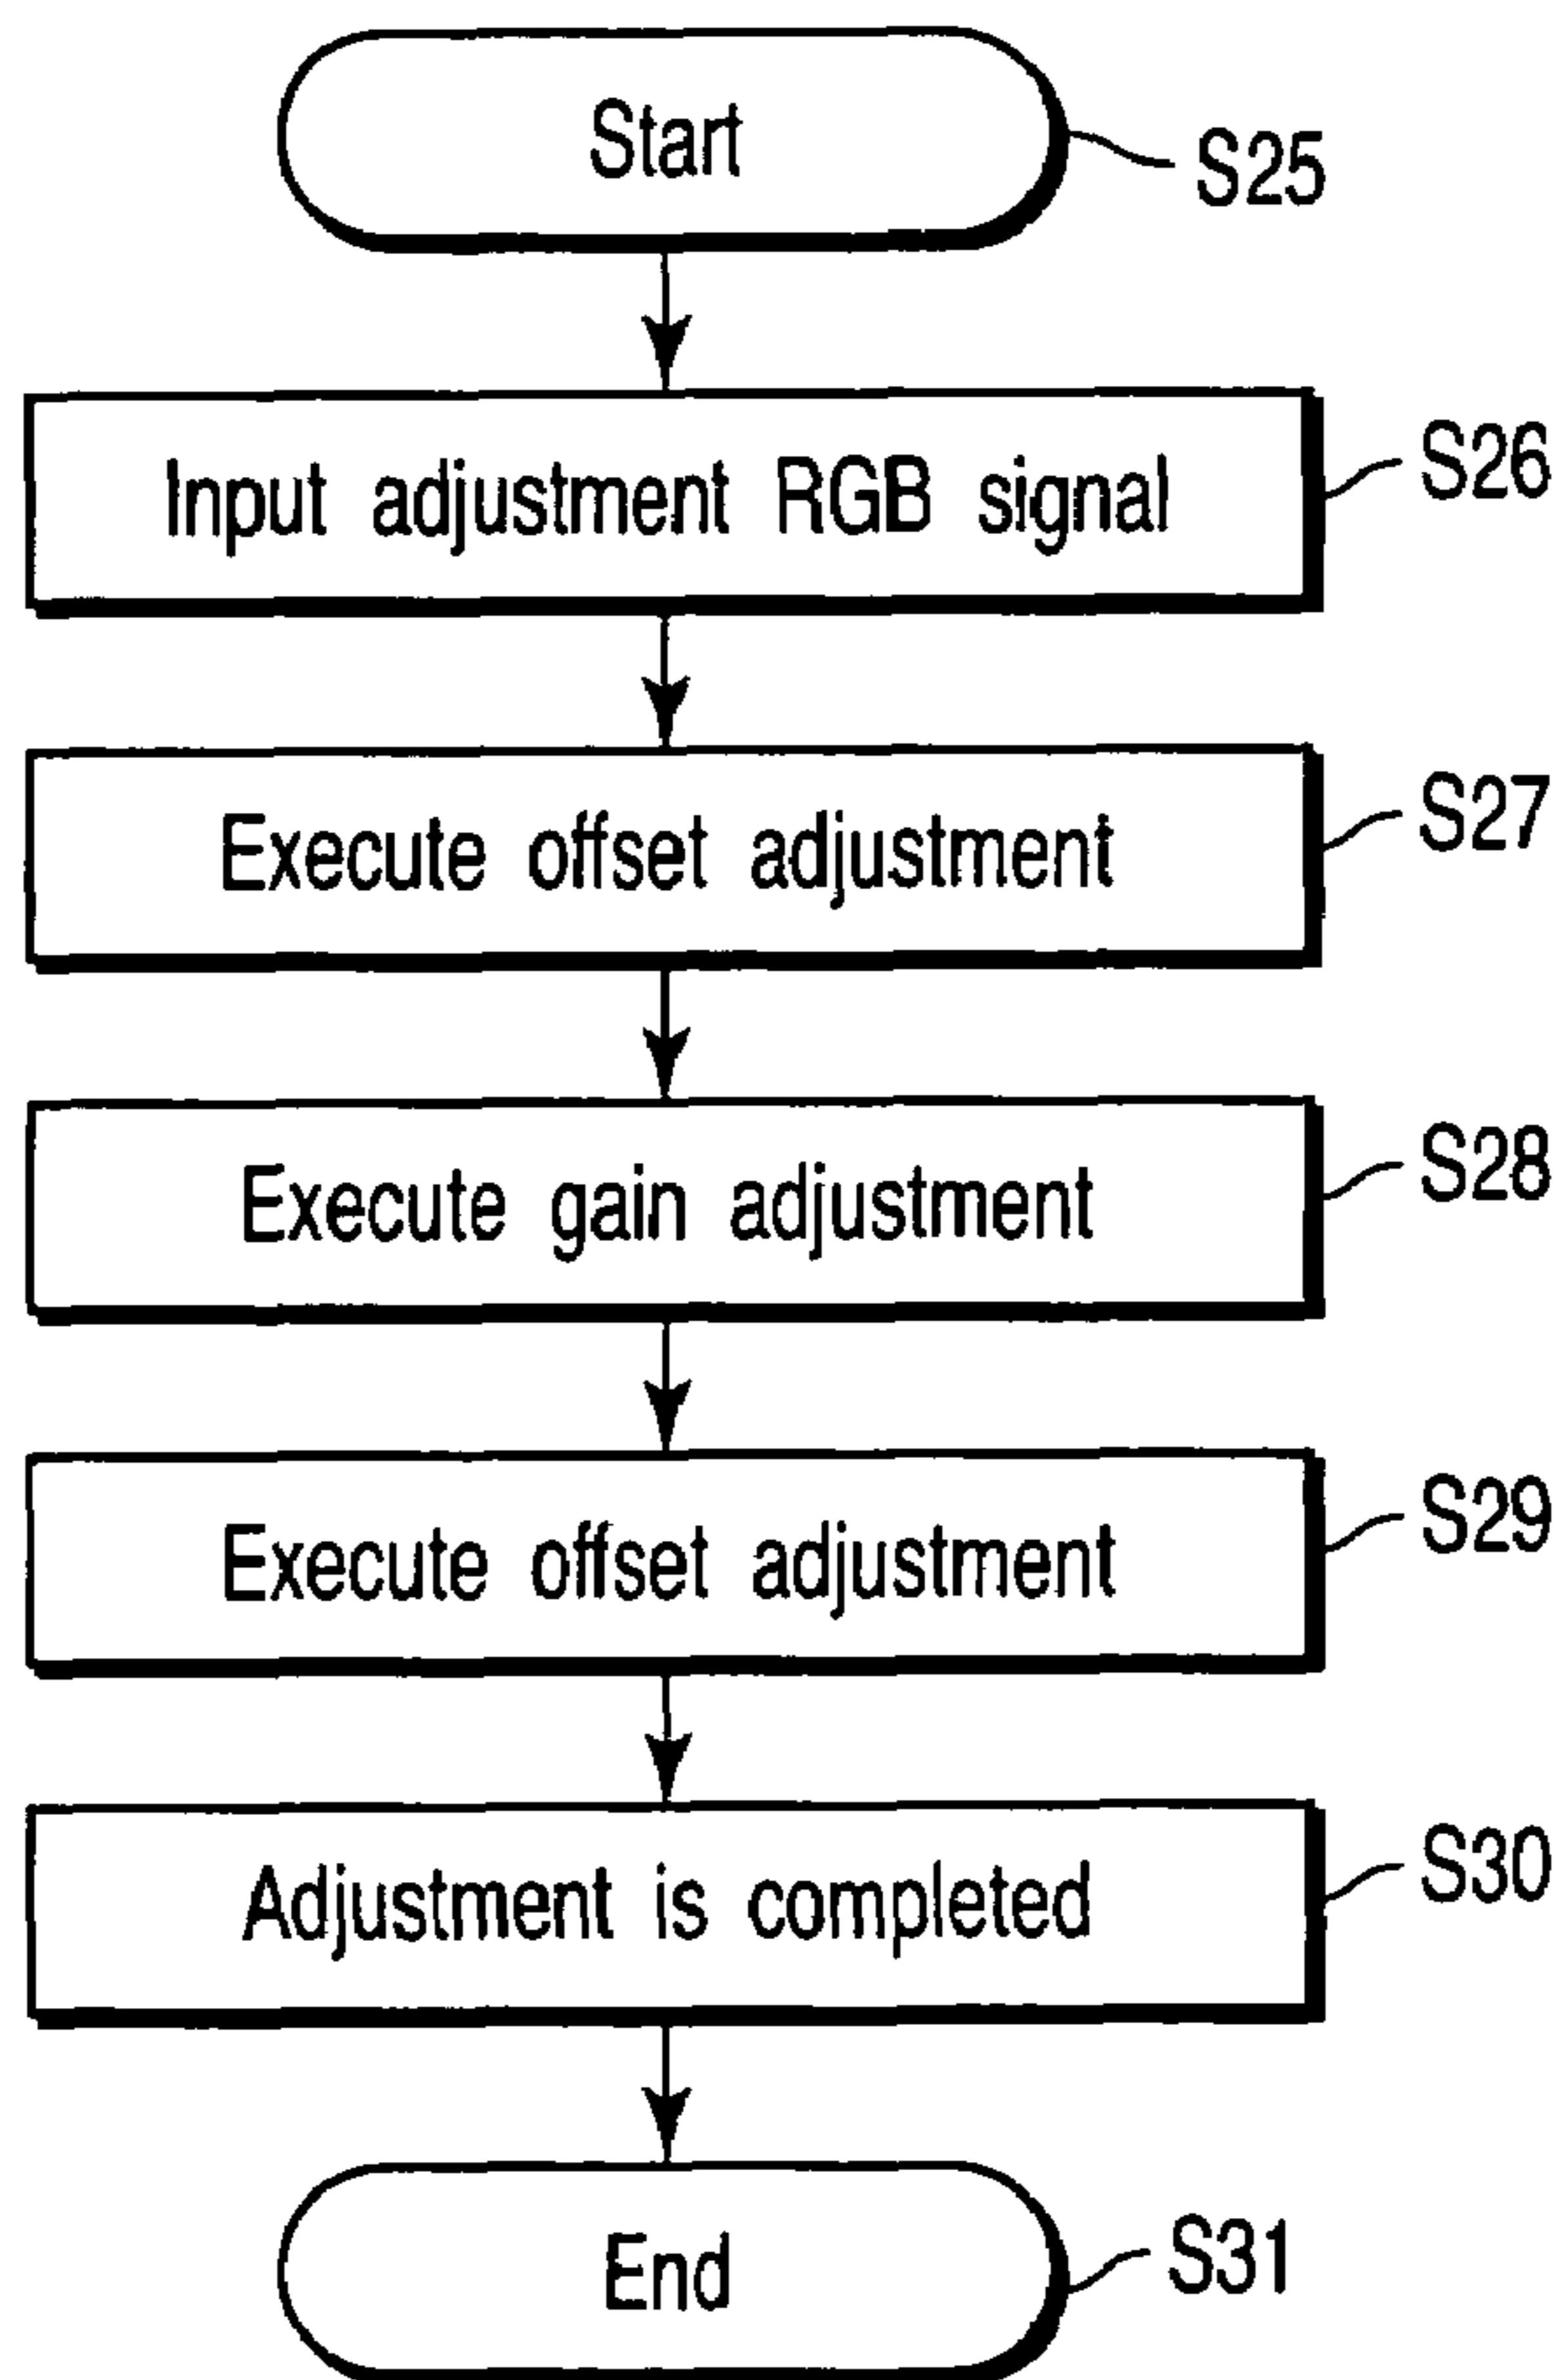 Start
S25
Input adjustment RGB signal
S26
Execute offset adjustment
S27
Execute gain adjustment
S28
Execute offset adjustment
S29
Adjustment is completed
S30
End
S31